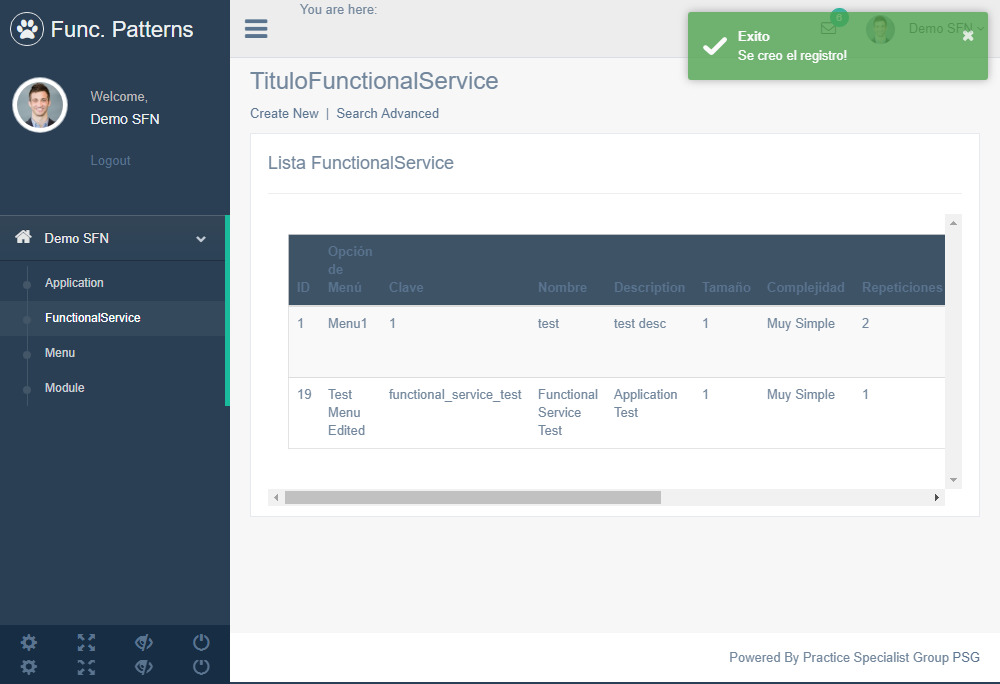 Func. Patterns
You are here:
6
Demo SFN
Exito
Se creo el registro!
Welcome,
Demo SFN
Logout
Demo SFN
Application
FunctionalService
Menu
Module
TituloFunctionalService
Create New | Search Advanced
Lista FunctionalService
ID Opción de Menú Clave Nombre Description Tamaño Complejidad Repeticiones
1 Menu1 1 test test desc 1 Muy Simple 2
19 Test functional_service_test Functional Application 1 Muy Simple 1
Menu Service Test
Edited Test
Powered By Practice Specialist Group PSG